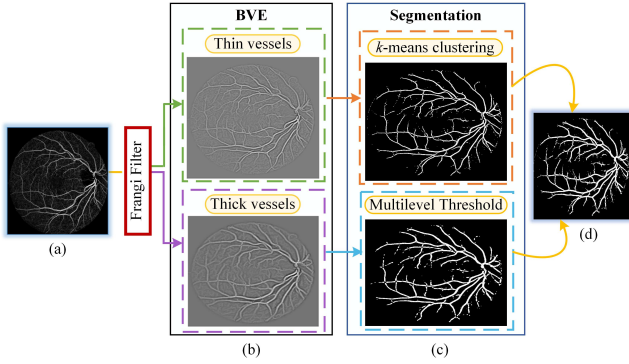 BVE
Segmentation
Thin vessels
k-means clustering
Frangi Filter
Thick vessels
Multilevel Threshold
(a)
(b)
(c)
(d)